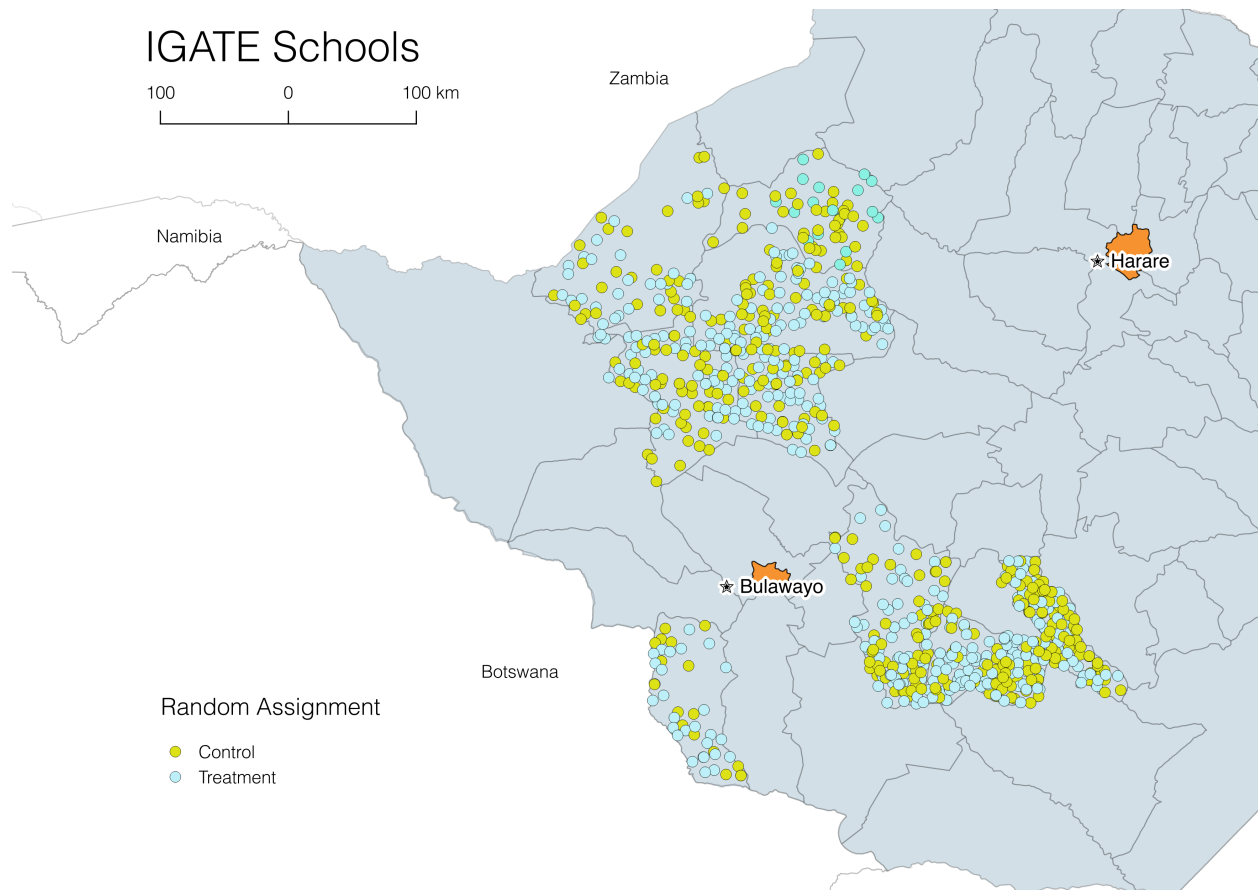 IGATE Schools
100 0 100 km
Zambia
Namibia
Harare
Bulawayo
Botswana
Random Assignment
Control
Treatment